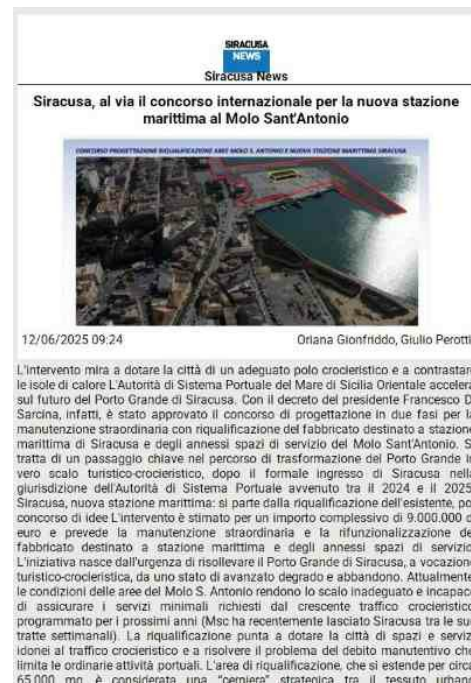 SIRACUSA
NEWS
Siracusa News
Siracusa, al via il concorso internazionale per la nuova stazione
marittima al Molo Sant'Antonio
CONCORSO PROGETTAZIONE RIQUALIFICAZIONE AREE MOLO S. ANTONIO E NUOVA STAZIONE MARITTIMA SIRACUSA
12/06/2025 09:24
Oriana Gionfriddo, Giulio Perotti
L'intervento mira a dotare la città di un adeguato polo crocieristico e a contrastare
le isole di calore L'Autorità di Sistema Portuale del Mare di Sicilia Orientale accelera
sul futuro del Porto Grande di Siracusa. Con il decreto del presidente Francesco D
Sarcina, infatti, è stato approvato il concorso di progettazione in due fasi per la
manutenzione straordinaria con riqualificazione del fabbricato destinato a stazione
marittima di Siracusa e degli annessi spazi di servizio del Molo Sant'Antonio. S
tratta di un passaggio chiave nel percorso di trasformazione del Porto Grande in
vero scalo turistico-crocieristico, dopo il formale ingresso di Siracusa nella
giurisdizione dell'Autorità di Sistema Portuale avvenuto tra il 2024 e il 2025.
Siracusa, nuova stazione marittima: si parte dalla riqualificazione dell'esistente, poi
concorso di idee L'intervento è stimato per un importo complessivo di 9.000.000 d
euro e prevede la manutenzione straordinaria e la rifunzionalizzazione del
fabbricato destinato a stazione marittima e degli annessi spazi di servizio.
L'iniziativa nasce dall'urgenza di risollevare il Porto Grande di Siracusa, a vocazione
turistico-crocieristica, da uno stato di avanzato degrado e abbandono. Attualmente
le condizioni delle aree del Molo S. Antonio rendono lo scalo inadeguato e incapace
di assicurare i servizi minimali richiesti dal crescente traffico crocieristico
programmato per i prossimi anni (Msc ha recentemente lasciato Siracusa tra le sue
tratte settimanali). La riqualificazione punta a dotare la città di spazi e servizi
idonei al traffico crocieristico e a risolvere il problema del debito manutentivo che
limita le ordinarie attività portuali. L'area di riqualificazione, che si estende per circa
65.000 mq, è considerata una "cerniera" strategica tra il tessuto urbano